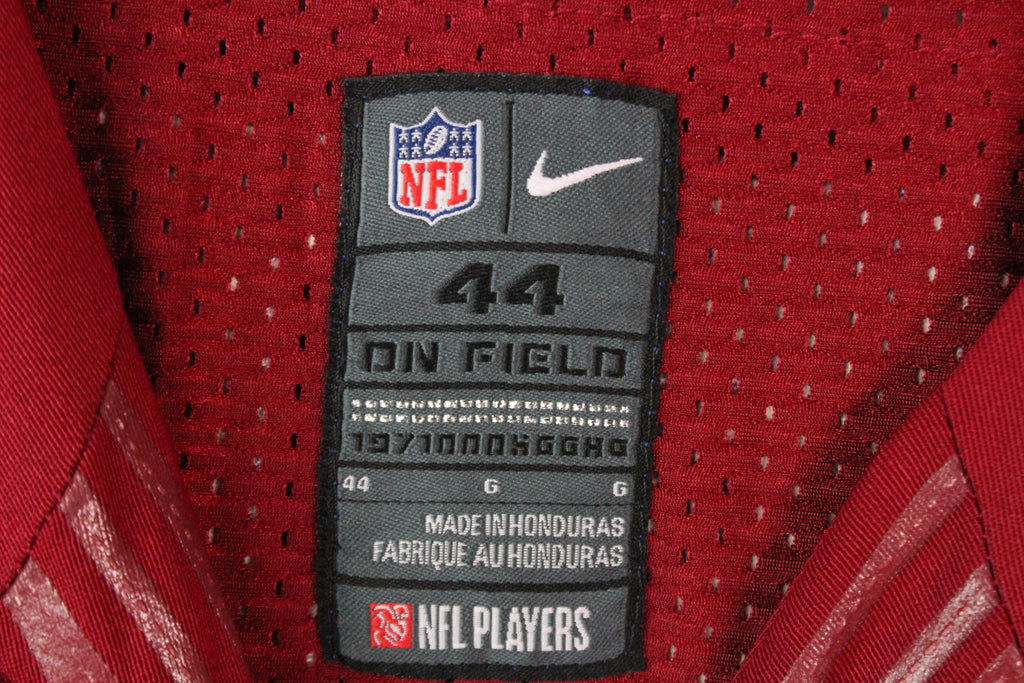 NFL
44
ON FIELD
44 G G
MADE IN HONDURAS
FABRIQUE AU HONDURAS
NFL PLAYERS